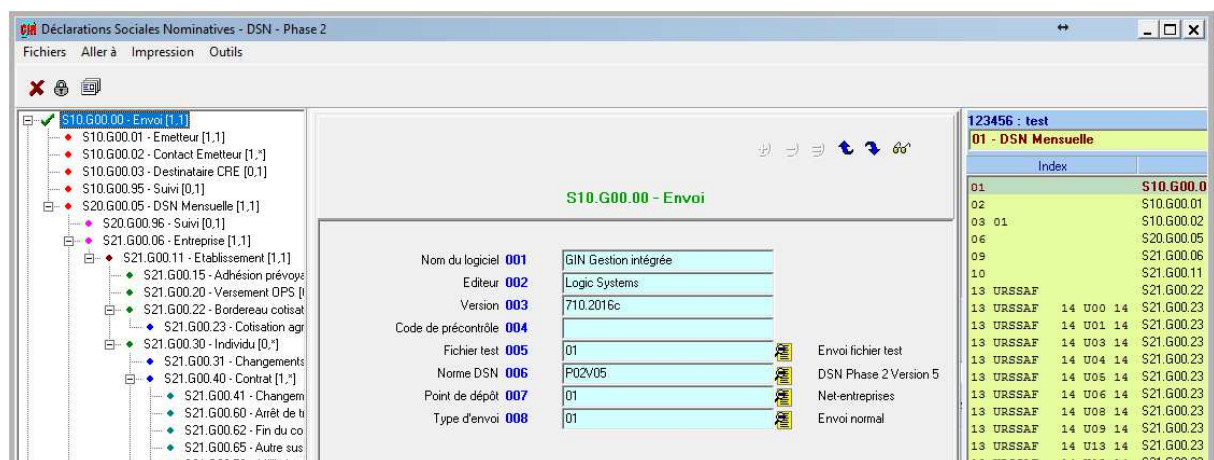 GIN Déclarations Sociales Nominatives - DSN - Phase 2
Fichiers Aller à Impression Outils
S10.G00.00 - Envoi [1,1]
S10.G00.01 - Emetteur [1,1]
S10.G00.02 - Contact Emetteur [1,*]
S10.G00.03 - Destinataire CRE [0,1]
S10.G00.95 - Suivi [0,1]
S20.G00.05 - DSN Mensuelle [1,1]
S20.G00.96 - Suivi [0,1]
S21.G00.06 - Entreprise [1,1]
S21.G00.11 - Etablissement [1,1]
S21.G00.15 - Adhésion prévoya
S21.G00.20 - Versement OPS [
S21.G00.22 - Bordereau cotisat
S21.G00.23 - Cotisation agr
S21.G00.30 - Individu [0,*]
S21.G00.31 - Changements
S21.G00.40 - Contrat [1,*]
S21.G00.41 - Changem
S21.G00.60 - Arrêt de
S21.G00.62 - Fin du co
S21.G00.65 - Autre sus
S10.G00.00 - Envoi
Nom du logiciel 001 GIN Gestion intégrée
Editeur 002 Logic Systems
Version 003 710.2016c
Code de précontrôle 004
Fichier test 005 01 Envoi fichier test
Norme DSN 006 P02V05 DSN Phase 2 Version 5
Point de dépôt 007 01 Net-entreprises
Type d'envoi 008 01 Envoi normal
123456 : test
01 - DSN Mensuelle
Index
01 S10.G00.0
02 S10.G00.01
03 01 S10.G00.02
06 S20.G00.05
09 S21.G00.06
10 S21.G00.11
13 URSSAF S21.G00.22
13 URSSAF 14 U00 14 S21.G00.23
13 URSSAF 14 U01 14 S21.G00.23
13 URSSAF 14 U03 14 S21.G00.23
13 URSSAF 14 U04 14 S21.G00.23
13 URSSAF 14 U05 14 S21.G00.23
13 URSSAF 14 U06 14 S21.G00.23
13 URSSAF 14 U08 14 S21.G00.23
13 URSSAF 14 U09 14 S21.G00.23
13 URSSAF 14 U13 14 S21.G00.23